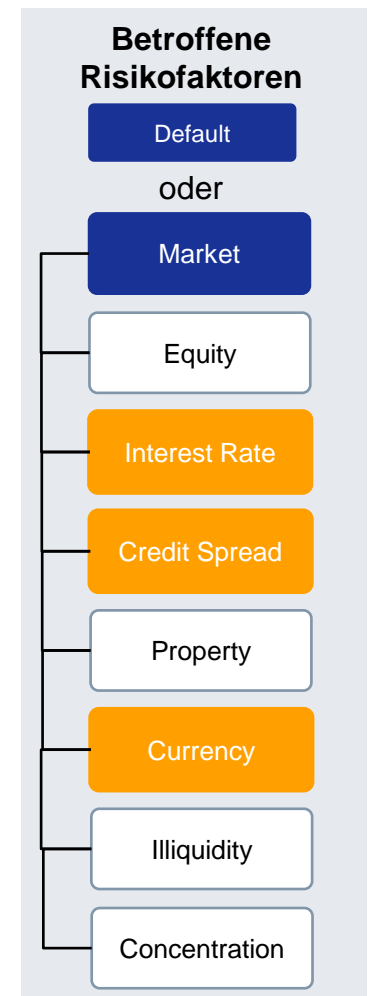 Betroffene
Risikofaktoren
Default
oder
Market
Equity
Interest Rate
Credit Spread
Property
Currency
Illiquidity
Concentration